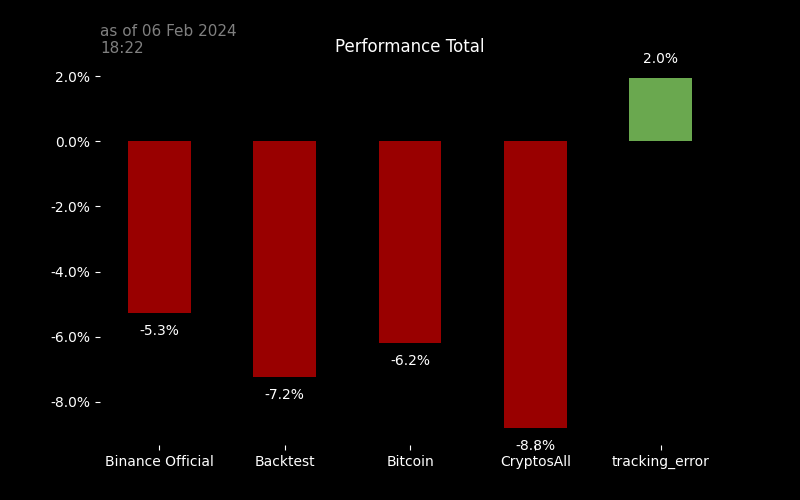 as of 06 Feb 2024
18:22
Performance Total
2.0%
2.0%
0.0%
-2.0%
-4.0%
-6.0%
-8.0%
-5.3%
-7.2%
-6.2%
-8.8%
Binance Official
Backtest
Bitcoin
CryptosAll
tracking_error